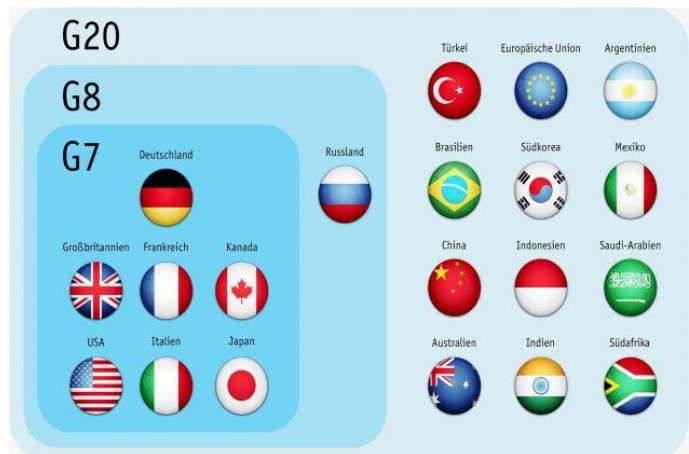 G20
G8
G7
Deutschland
Großbritannien Frankreich Kanada
USA Italien Japan
Russland
Türkei Europäische Union Argentinien
Brasilien Südkorea Mexiko
China Indonesien Saudi-Arabien
Australien Indien Südafrika